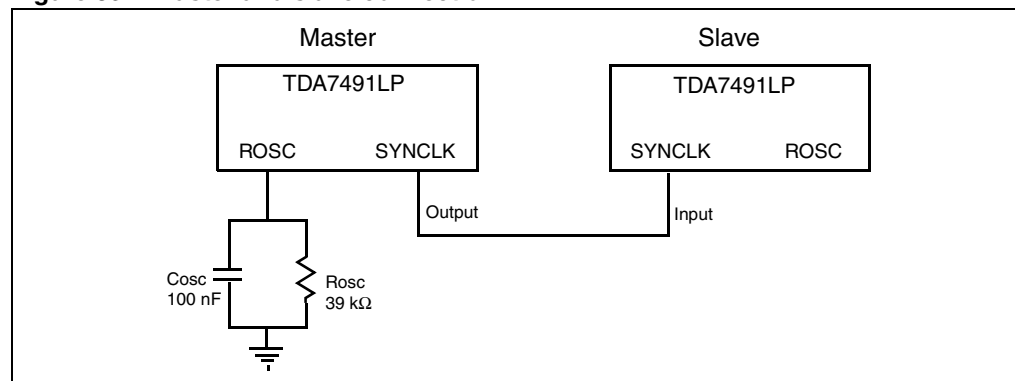 Master Slave
TDA7491LP TDA7491LP
ROSC SYNCLK SYNCLK ROSC
Output Input
Cosc
100 nF
Rosc
39 kΩ